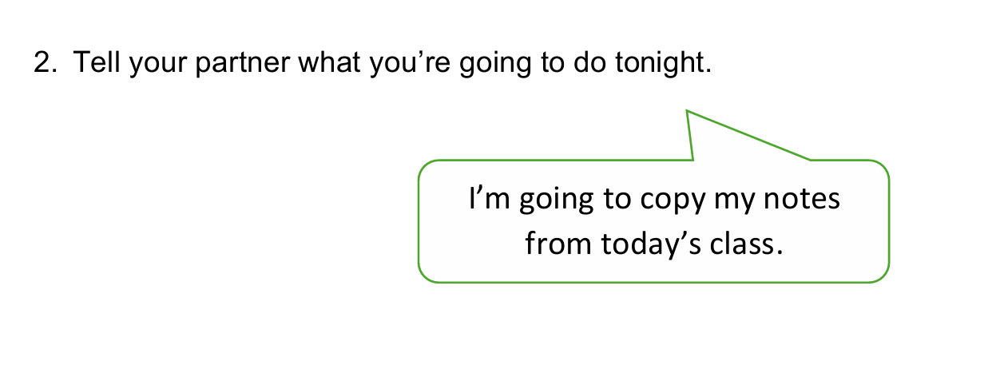 2. Tell your partner what you’re going to do tonight.
I’m going to copy my notes
from today’s class.